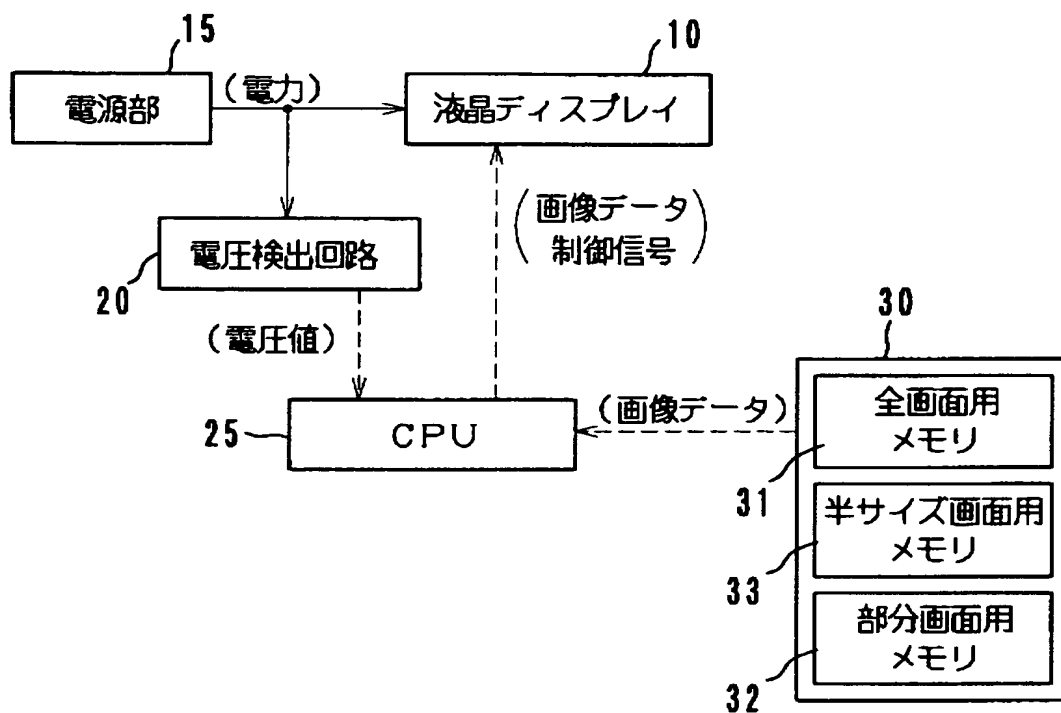 15
10
電源部
(電力)
液晶ディスプレイ
画像データ
制御信号
電圧検出回路
20
(電圧値)
30
25
CPU
(画像データ)
全画面用
メモリ
31
半サイズ画面用
メモリ
33
部分画面用
メモリ
32